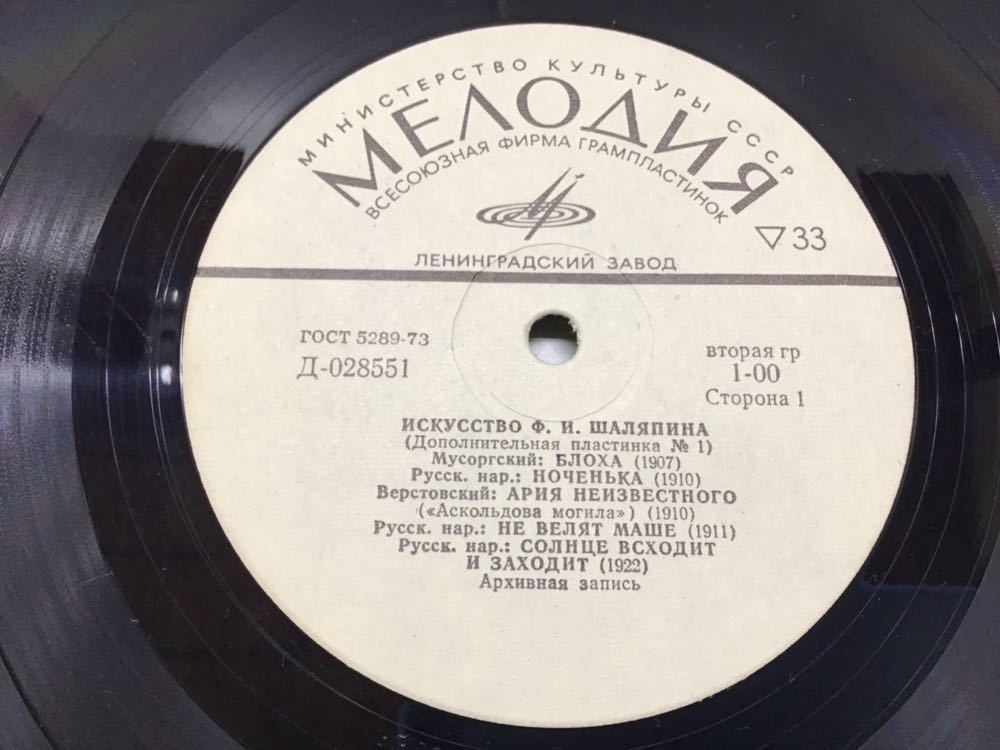 МИНИСТЕРСТВО КУЛЬТУРЫ СССР
МЕЛОДИЯ
ВСЕСОЮЗНАЯ ФИРМА ГРАМПЛАСТИНОК
▽ 33
ЛЕНИНГРАДСКИЙ ЗАВОД
ГОСТ 5289-73
Д-028551
вторая гр
1-00
Сторона 1
ИСКУССТВО Ф. И. ШАЛЯПИНА
(Дополнительная пластинка № 1)
Мусоргский: БЛОХА (1907)
Русск. нар.: НОЧЕНЬКА (1910)
Верстовский: АРИЯ НЕИЗВЕСТНОГО
(«Аскольдова могила») (1910)
Русск. нар.: НЕ ВЕЛЯТ МАШЕ (1911)
Русск. нар.: СОЛНЦЕ ВСХОДИТ
И ЗАХОДИТ (1922)
Архивная запись